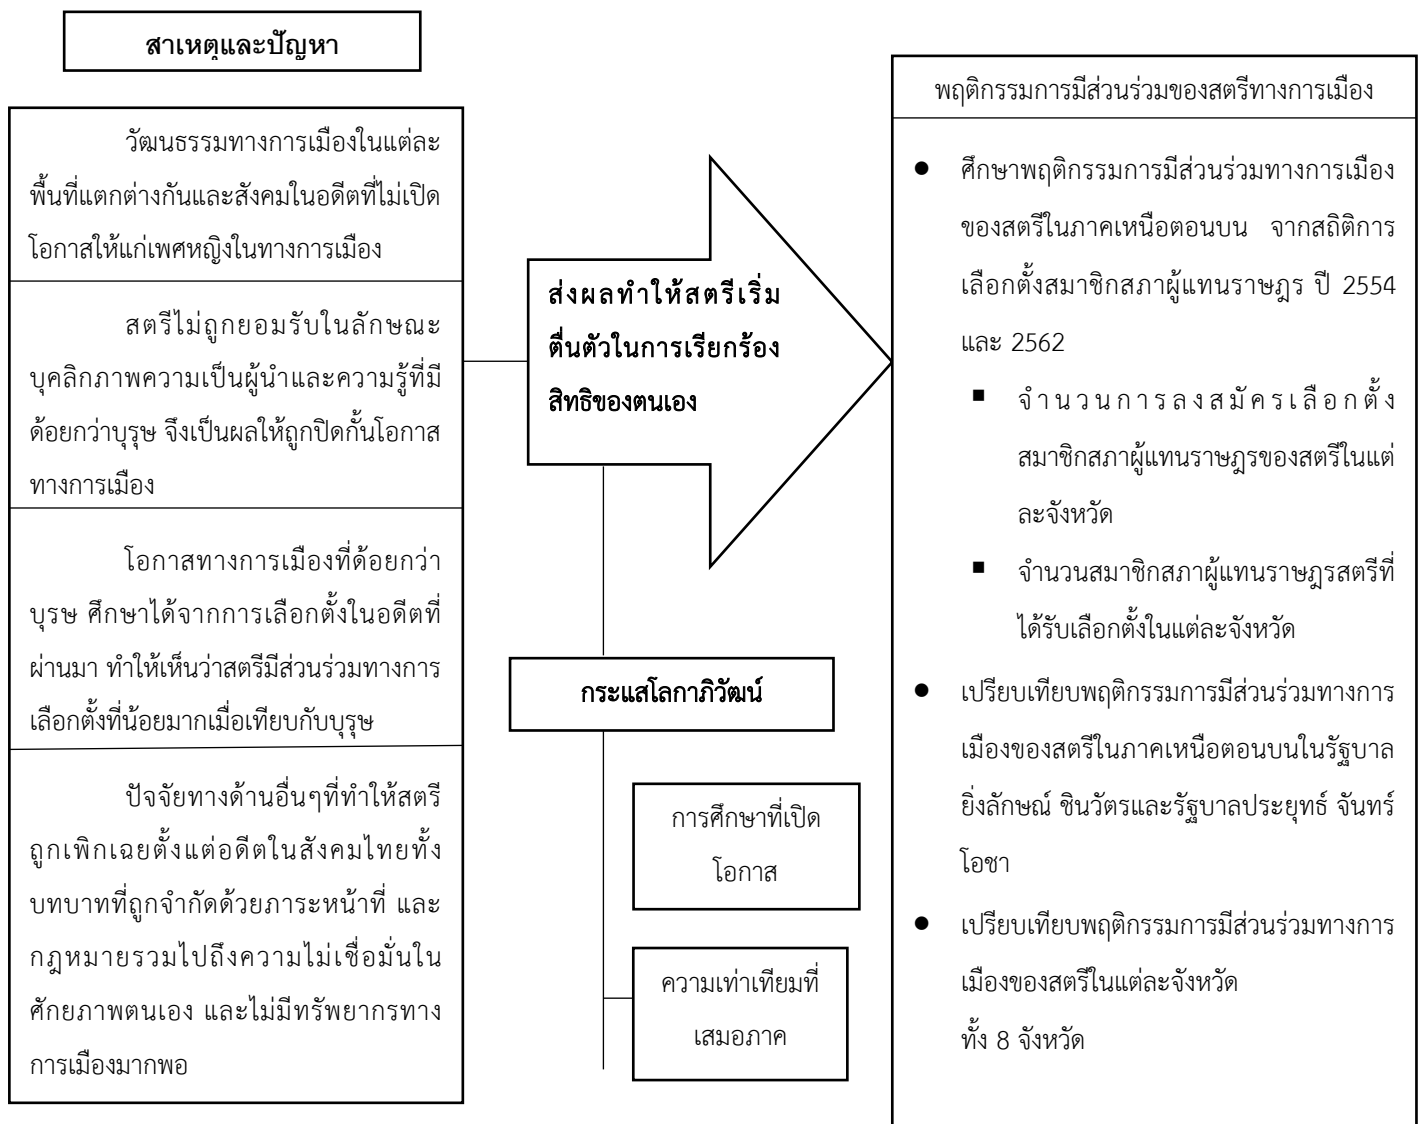 สาเหตุและปัญหา
วัฒนธรรมทางการเมืองในแต่ละ
พื้นที่แตกต่างกันและสังคมในอดีตที่ไม่เปิด
โอกาสให้แก่เพศหญิงในทางการเมือง
สตรีไม่ถูกยอมรับในลักษณะ
บุคลิกภาพความเป็นผู้นำและความรู้ที่มี
ด้อยกว่าบุรุษ จึงเป็นผลให้ถูกปิดกั้นโอกาส
ทางการเมือง
โอกาสทางการเมืองที่ด้อยกว่า
บุรษ ศึกษาได้จากการเลือกตั้งในอดีตที่
ผ่านมา ทำให้เห็นว่าสตรีมีส่วนร่วมทางการ
เลือกตั้งที่น้อยมากเมื่อเทียบกับบุรุษ
ปัจจัยทางด้านอื่นๆที่ทำให้สตรี
ถูกเพิกเฉยตั้งแต่อดีตในสังคมไทยทั้ง
บทบาทที่ถูกจำกัดด้วยภาระหน้าที่ และ
กฎหมายรวมไปถึงความไม่เชื่อมั่นใน
ศักยภาพตนเอง และไม่มีทรัพยากรทาง
การเมืองมากพอ
ส่งผลทำให้สตรีเริ่ม
ตื่นตัวในการเรียกร้อง
สิทธิของตนเอง
กระแสโลกาภิวัฒน์
การศึกษาที่เปิด
โอกาส
ความเท่าเทียมที่
เสมอภาค
พฤติกรรมการมีส่วนร่วมของสตรีทางการเมือง
● ศึกษาพฤติกรรมการมีส่วนร่วมทางการเมือง
ของสตรีในภาคเหนือตอนบน จากสถิติการ
เลือกตั้งสมาชิกสภาผู้แทนราษฎร ปี 2554
และ 2562
▪ จำนวนการลงสมัครเลือกตั้ง
สมาชิกสภาผู้แทนราษฎรของสตรีในแต่
ละจังหวัด
▪ จำนวนสมาชิกสภาผู้แทนราษฎรสตรีที่
ได้รับเลือกตั้งในแต่ละจังหวัด
● เปรียบเทียบพฤติกรรมการมีส่วนร่วมทางการ
เมืองของสตรีในภาคเหนือตอนบนในรัฐบาล
ยิ่งลักษณ์ ชินวัตรและรัฐบาลประยุทธ์ จันทร์
โอชา
● เปรียบเทียบพฤติกรรมการมีส่วนร่วมทางการ
เมืองของสตรีในแต่ละจังหวัด
ทั้ง 8 จังหวัด